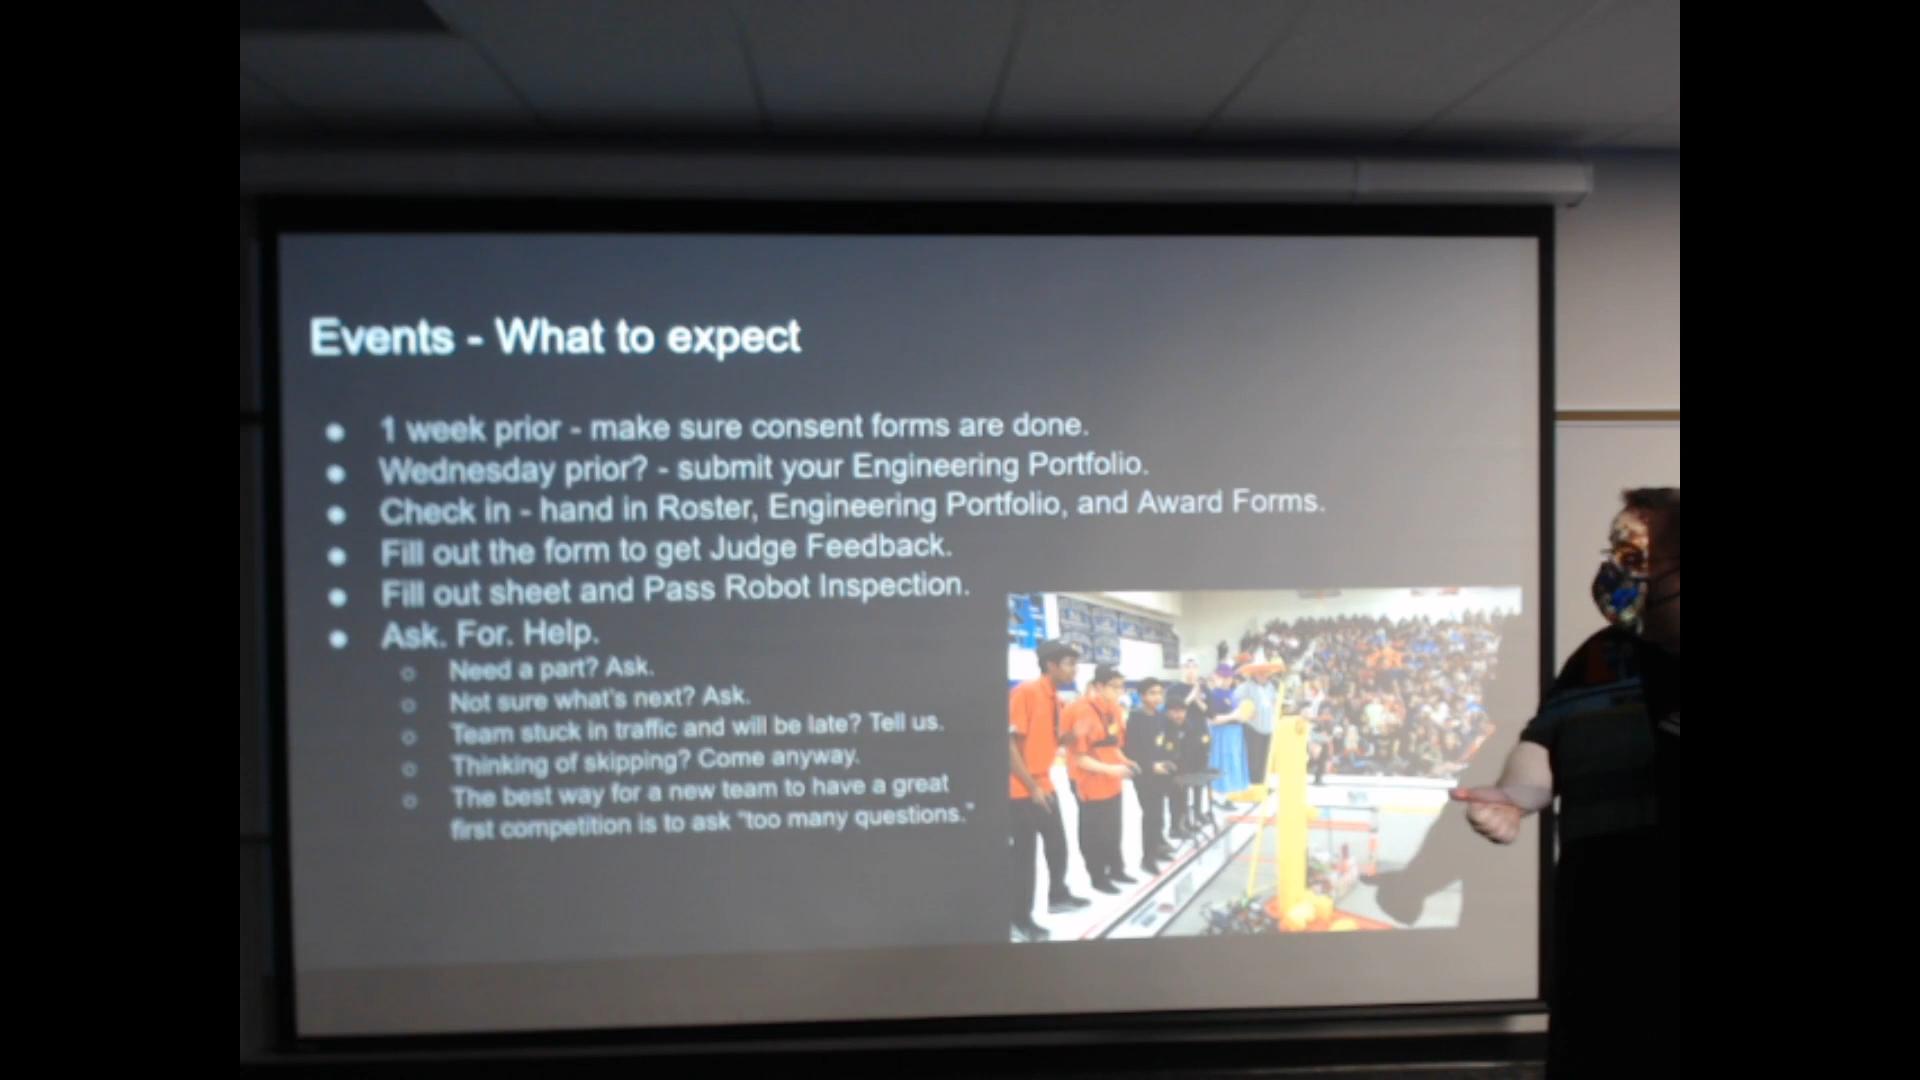 Events - What to expect
● 1 week prior - make sure consent forms are done.
● Wednesday prior? - submit your Engineering Portfolio.
● Check in - hand in Roster, Engineering Portfolio, and Award Forms.
● Fill out the form to get Judge Feedback.
● Fill out sheet and Pass Robot Inspection.
● Ask. For. Help.
○ Need a part? Ask.
○ Not sure what's next? Ask.
○ Team stuck in traffic and will be late? Tell us.
○ Thinking of skipping? Come anyway.
○ The best way for a new team to have a great
first competition is to ask “too many questions.”